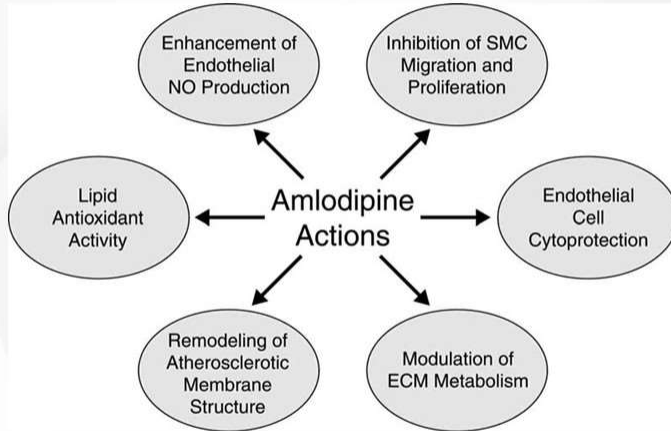 Enhancement of
Endothelial
NO Production
Inhibition of SMC
Migration and
Proliferation
Lipid
Antioxidant
Activity
Amlodipine
Actions
Endothelial
Cell
Cytoprotection
Remodeling of
Atherosclerotic
Membrane
Structure
Modulation of
ECM Metabolism